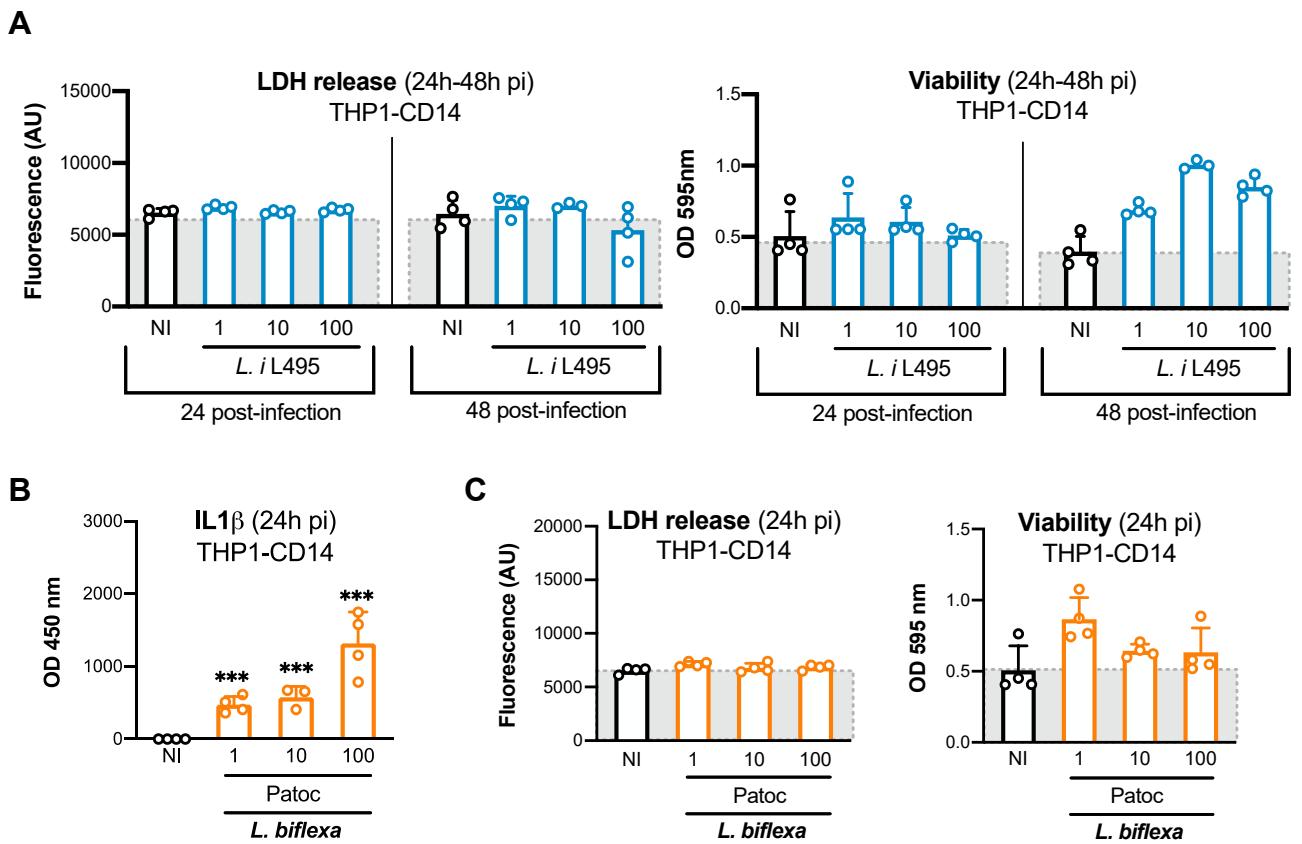 A
LDH release (24h-48h pi)
THP1-CD14
Fluorescence (AU)
15000
10000
5000
0
NI 1 10 100 NI 1 10 100
L. i L495 L. i L495
24 post-infection 48 post-infection
Viability (24h-48h pi)
THP1-CD14
OD 595nm
1.5
1.0
0.5
0.0
NI 1 10 100 NI 1 10 100
L. i L495 L. i L495
24 post-infection 48 post-infection
B
IL1β (24h pi)
THP1-CD14
OD 450 nm
3000
2000
1000
0
*** *** ***
NI 1 10 100
Patoc
L. biflexa
C
LDH release (24h pi)
THP1-CD14
Fluorescence (AU)
20000
15000
10000
5000
0
NI 1 10 100
Patoc
L. biflexa
Viability (24h pi)
THP1-CD14
OD 595 nm
1.5
1.0
0.5
0.0
NI 1 10 100
Patoc
L. biflexa